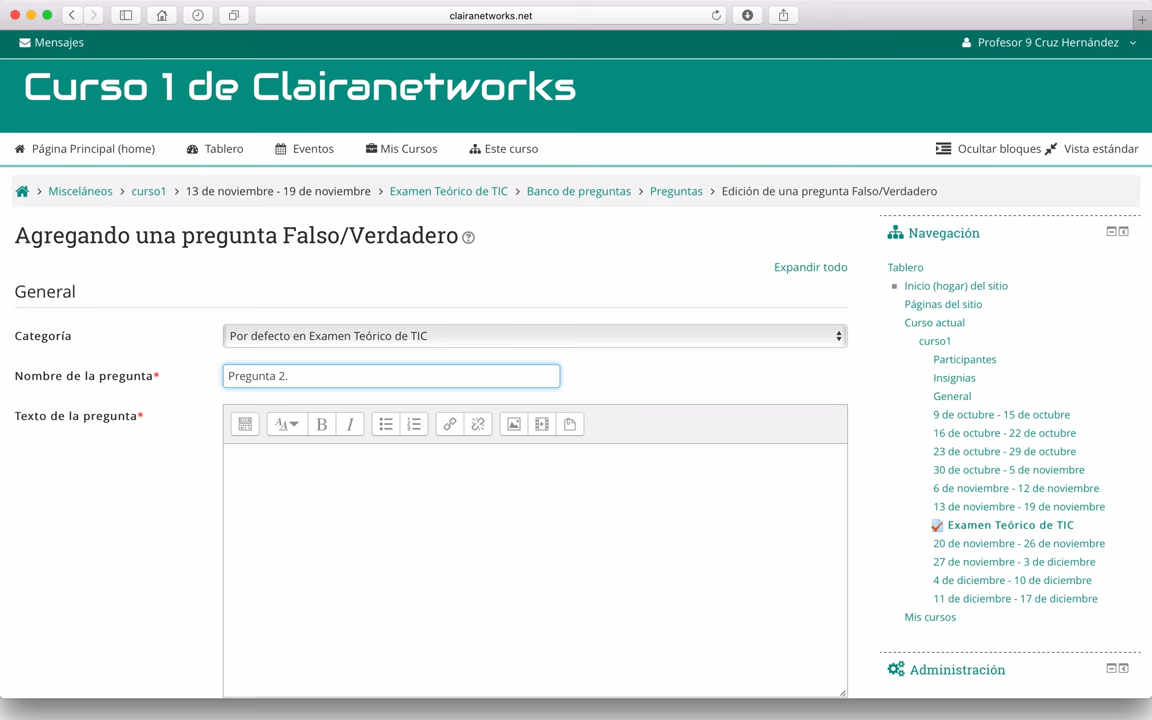 clairanetworks.net
Mensajes
Profesor 9 Cruz Hernández
Curso 1 de Clairanetworks
Página Principal (home) Tablero Eventos Mis Cursos Este curso Ocultar bloques Vista estándar
Misceláneos curso1 13 de noviembre - 19 de noviembre Examen Teórico de TIC Banco de preguntas Preguntas Edición de una pregunta Falso/Verdadero
Agregando una pregunta Falso/Verdadero
Expandir todo
General
Categoría Por defecto en Examen Teórico de TIC
Nombre de la pregunta* Pregunta 2.
Texto de la pregunta*
Navegación
Tablero
Inicio (hogar) del sitio
Páginas del sitio
Curso actual
curso1
Participantes
Insignias
General
9 de octubre - 15 de octubre
16 de octubre - 22 de octubre
23 de octubre - 29 de octubre
30 de octubre - 5 de noviembre
6 de noviembre - 12 de noviembre
13 de noviembre - 19 de noviembre
Examen Teórico de TIC
20 de noviembre - 26 de noviembre
27 de noviembre - 3 de diciembre
4 de diciembre - 10 de diciembre
11 de diciembre - 17 de diciembre
Mis cursos
Administración